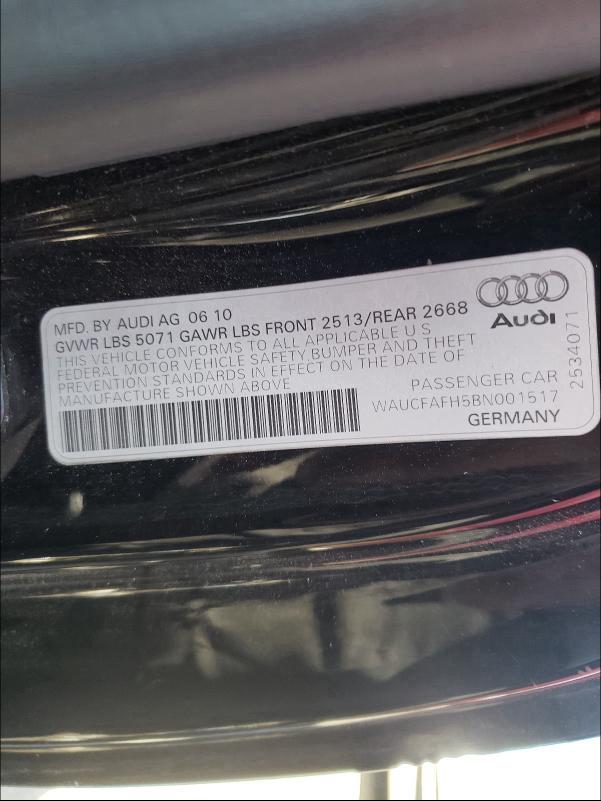 MFD. BY AUDI AG 06 10
GVWR LBS 5071 GAWR LBS FRONT 2513/REAR 2668
THIS VEHICLE CONFORMS TO ALL APPLICABLE U S
FEDERAL MOTOR VEHICLE SAFETY,BUMPER AND THEFT
PREVENTION STANDARDS IN EFFECT ON THE DATE OF
MANUFACTURE SHOWN ABOVE
Audi
PASSENGER CAR
WAUCFAFH5BN001517
GERMANY
2534071